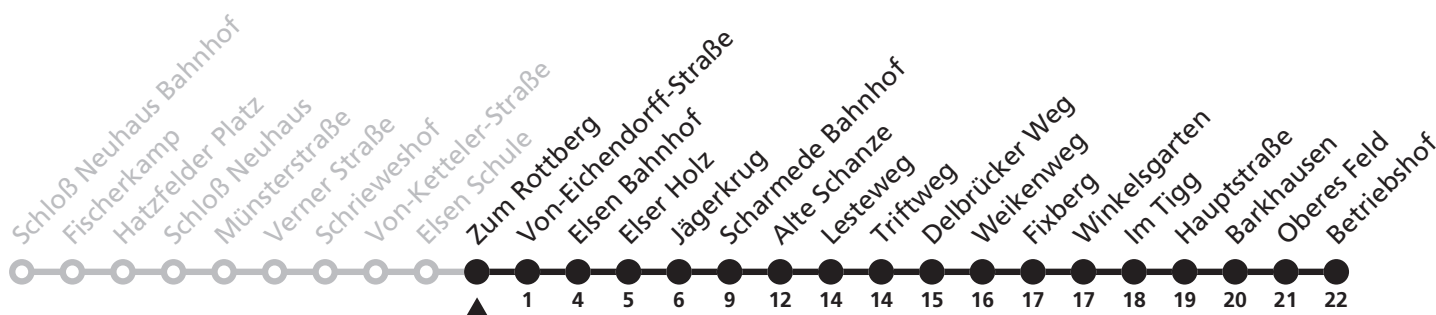 Schloß Neuhaus Bahnhof
Fischerkamp
Hatzfelder Platz
Schloß Neuhaus
Münsterstraße
Verner Straße
Schrieweshof
Von-Ketteler-Straße
Elsen Schule
Zum Rottberg
Von-Eichendorff-Straße
Elsen Bahnhof
Elser Holz
Jägerkrug
Scharmede Bahnhof
Alte Schanze
Lesteweg
Triftweg
Delbrücker Weg
Weikenweg
Fixberg
Winkelsgarten
Im Tigg
Hauptstraße
Barkhausen
Oberes Feld
Betriebshof
1 4 5 6 9 12 14 14 15 16 17 17 18 19 20 21 22